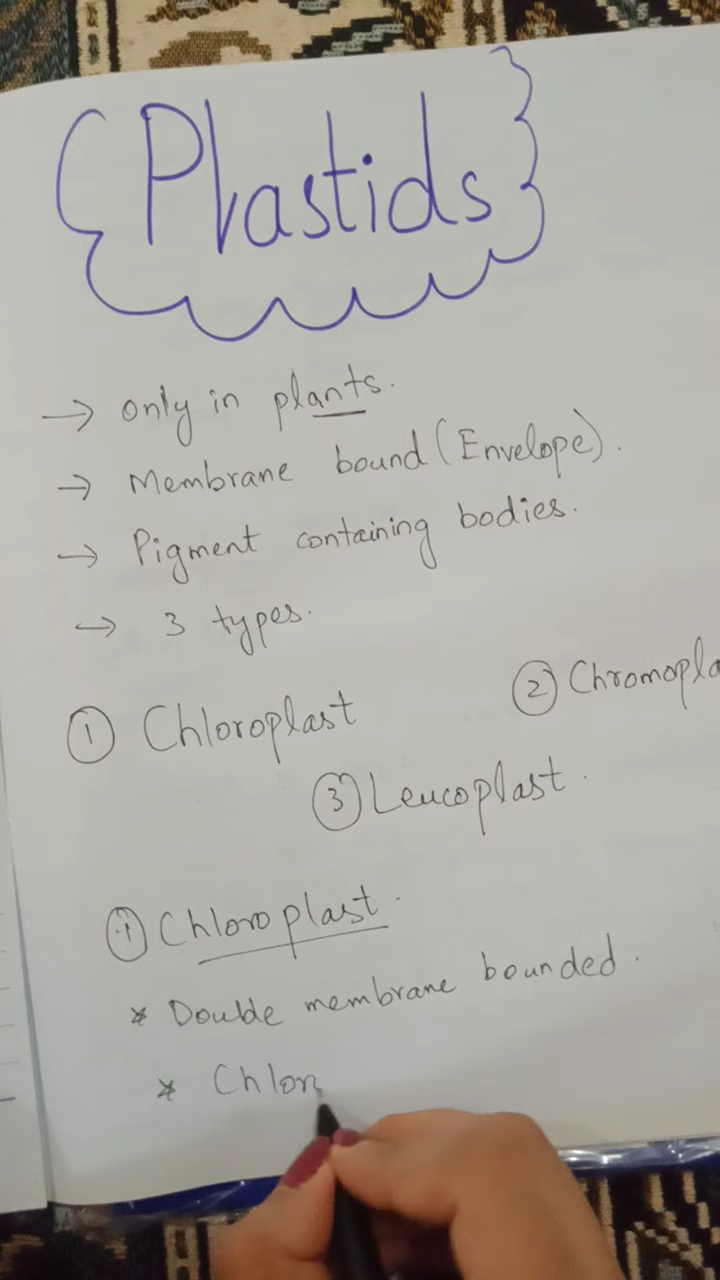 Plastids
→ only in plants.
→ Membrane bound (Envelope).
→ Pigment containing bodies.
→ 3 types.
① Chloroplast ② Chromopla
③ Leucoplast.
① Chloroplast.
* Double membrane bounded.
* Chlor